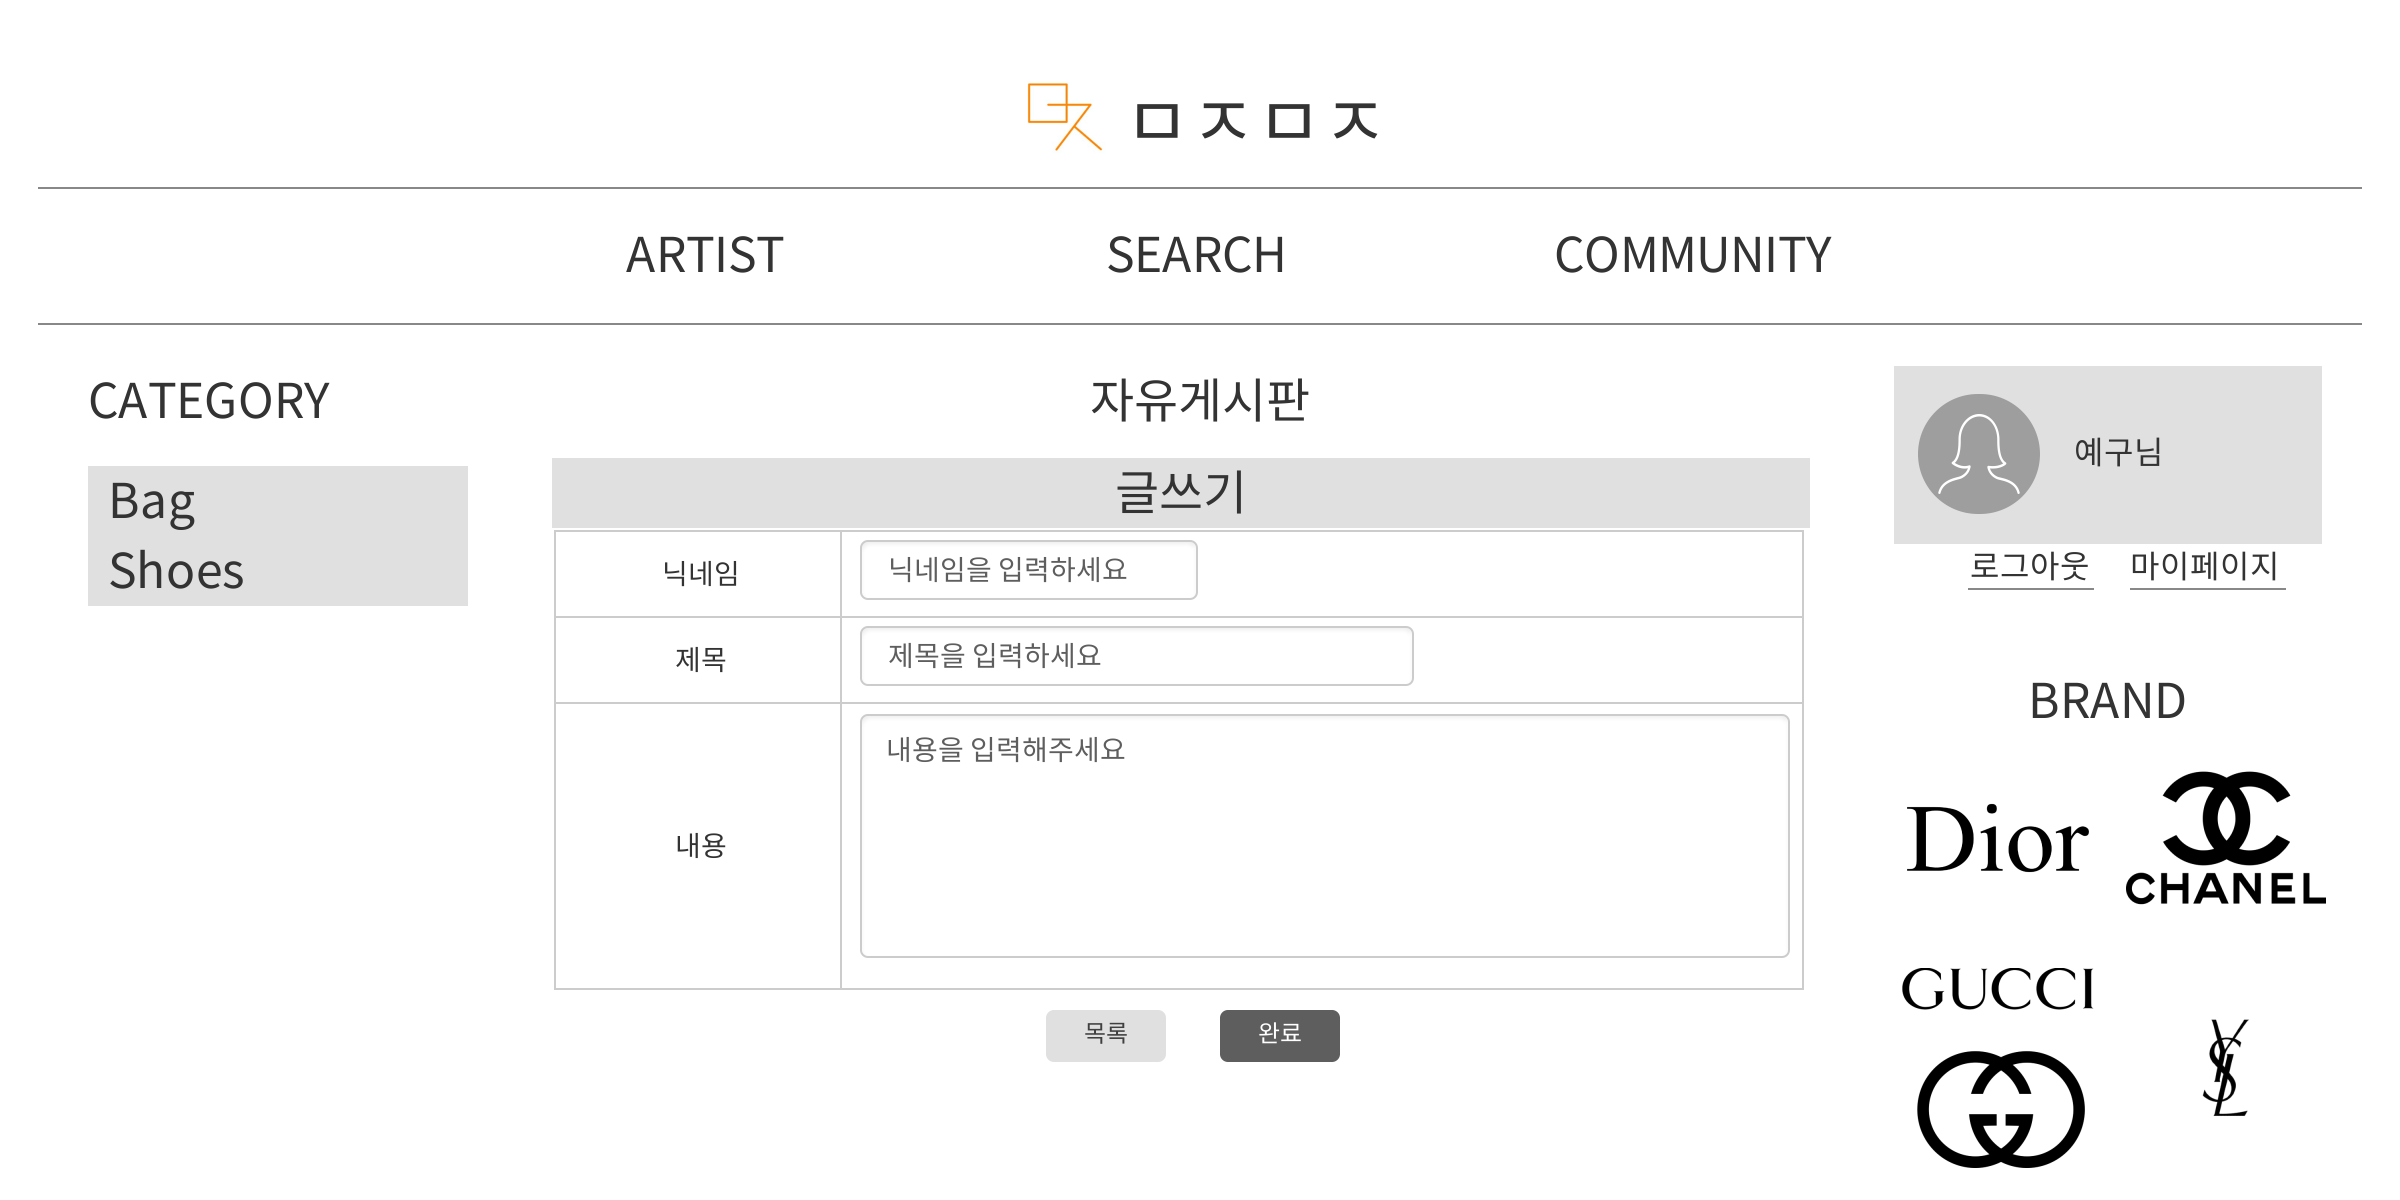 ㅁㅈㅁㅈ
ARTIST SEARCH COMMUNITY
CATEGORY
Bag
Shoes
자유게시판
글쓰기
닉네임 닉네임을 입력하세요
제목 제목을 입력하세요
내용 내용을 입력해주세요
목록 완료
예구님
로그아웃 마이페이지
BRAND
Dior
CHANEL
GUCCI
YSL